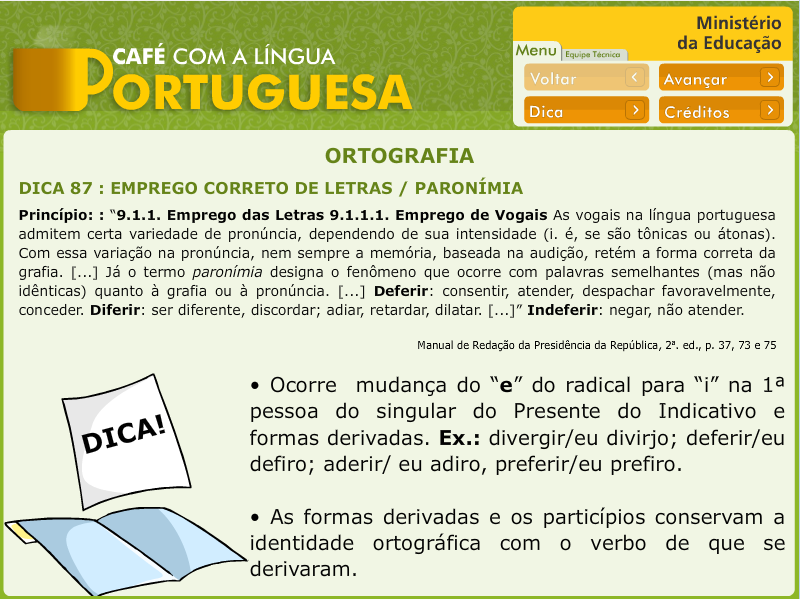 CAFÉ COM A LÍNGUA
PORTUGUESA
Ministério
da Educação
Menu
Equipe Técnica
Voltar
Avançar
Dica
Créditos
ORTOGRAFIA
DICA 87 : EMPREGO CORRETO DE LETRAS / PARONÍMIA
Princípio: : “9.1.1. Emprego das Letras 9.1.1.1. Emprego de Vogais As vogais na língua portuguesa
admitem certa variedade de pronúncia, dependendo de sua intensidade (i. é, se são tônicas ou átonas).
Com essa variação na pronúncia, nem sempre a memória, baseada na audição, retém a forma correta da
grafia. [...] Já o termo paronímia designa o fenômeno que ocorre com palavras semelhantes (mas não
idênticas) quanto à grafia ou à pronúncia. [...] Deferir: consentir, atender, despachar favoravelmente,
conceder. Diferir: ser diferente, discordar; adiar, retardar, dilatar. [...]” Indeferir: negar, não atender.
Manual de Redação da Presidência da República, 2ª. ed., p. 37, 73 e 75
DICA!
• Ocorre mudança do “e” do radical para “i” na 1ª
pessoa do singular do Presente do Indicativo e
formas derivadas. Ex.: divergir/eu divirjo; deferir/eu
defiro; aderir/ eu adiro, preferir/eu prefiro.
• As formas derivadas e os particípios conservam a
identidade ortográfica com o verbo de que se
derivaram.